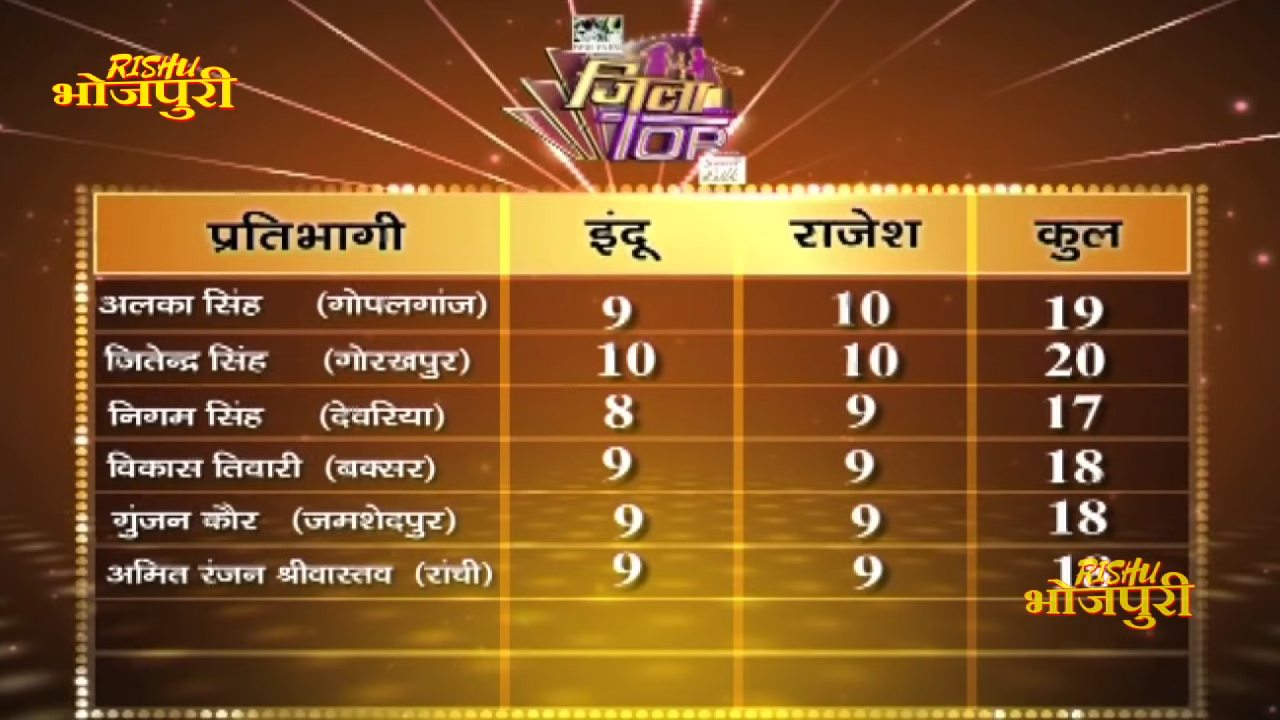 RISHU
भोजपुरी
जिला
TOP
प्रतिभागी इंदू राजेश कुल
अलका सिंह (गोपलगांज) 9 10 19
जितेन्द्र सिंह (गोरखपुर) 10 10 20
निगम सिंह (देवरिया) 8 9 17
विकास तिवारी (बक्सर) 9 9 18
गुंजन कौर (जमशेदपुर) 9 9 18
अमित रंजन श्रीवास्तव (रांची) 9 9
RISHU
भोजपुरी